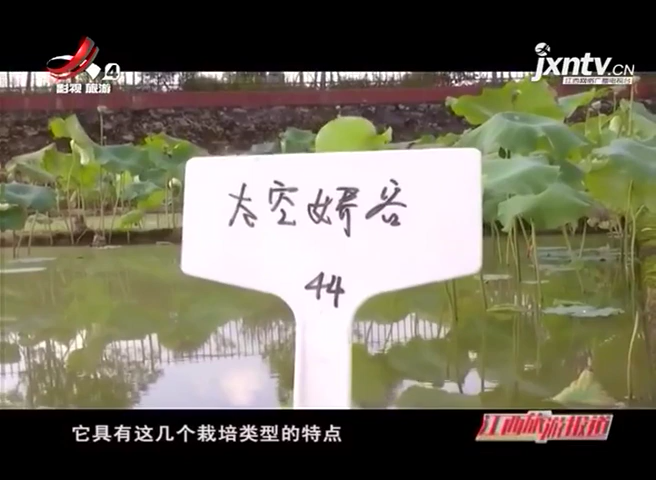 4
影视 旅游
jxntv.CN
江西网络广播电视台
太空娇容
44
它具有这几个栽培类型的特点
江西旅游报道